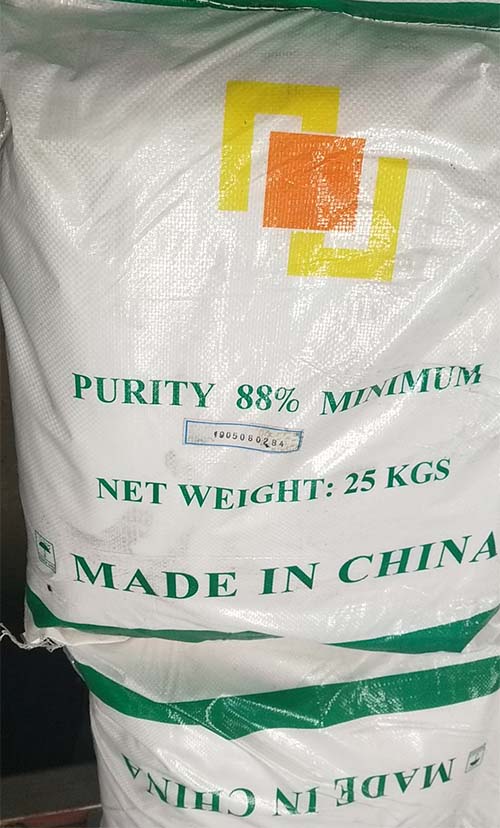 PURITY 88% MINIMUM
1905080284
NET WEIGHT: 25 KGS
MADE IN CHINA
MADE IN CHINA